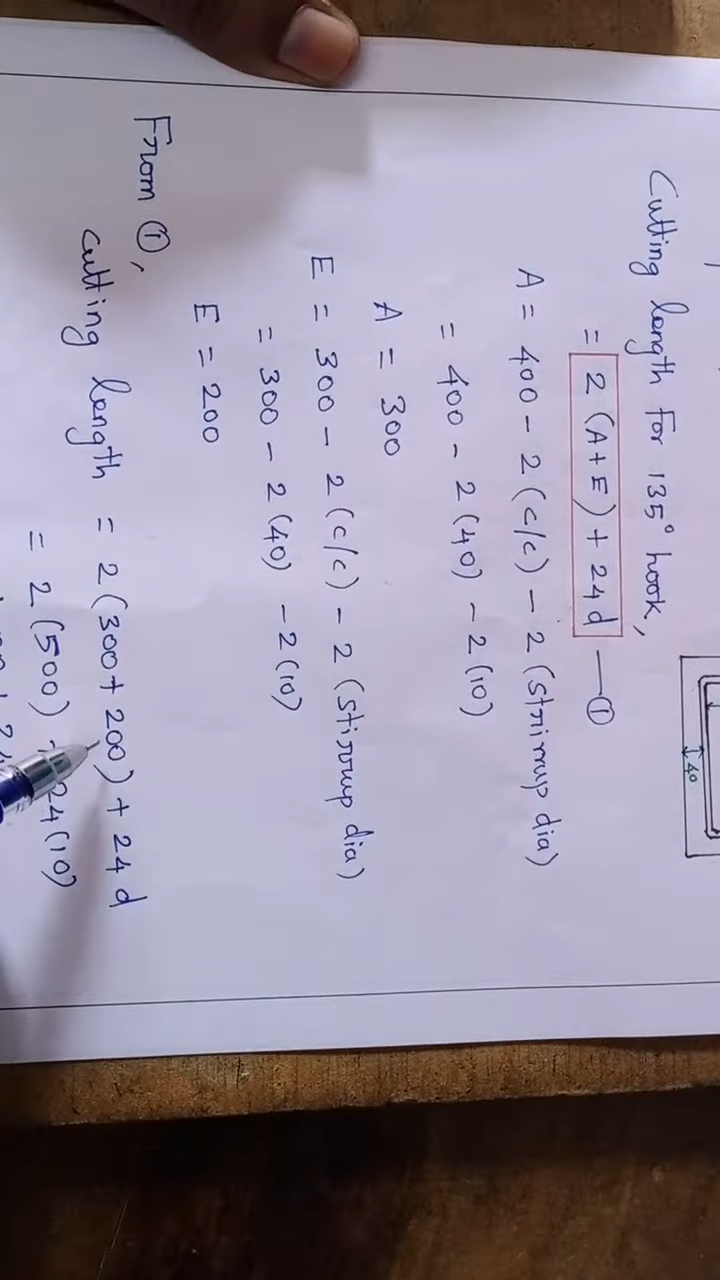 Cutting length for 135° hook,
= 2 (A+E) + 24d — ①
A = 400 - 2 (c/c) - 2 (stirrup dia)
= 400 - 2 (40) - 2 (10)
A = 300
E = 300 - 2 (c/c) - 2 (stirrup dia)
= 300 - 2 (40) - 2 (10)
E = 200
From ①,
cutting length = 2 (300 + 200) + 24 d
= 2 (500) 24 (10)
40